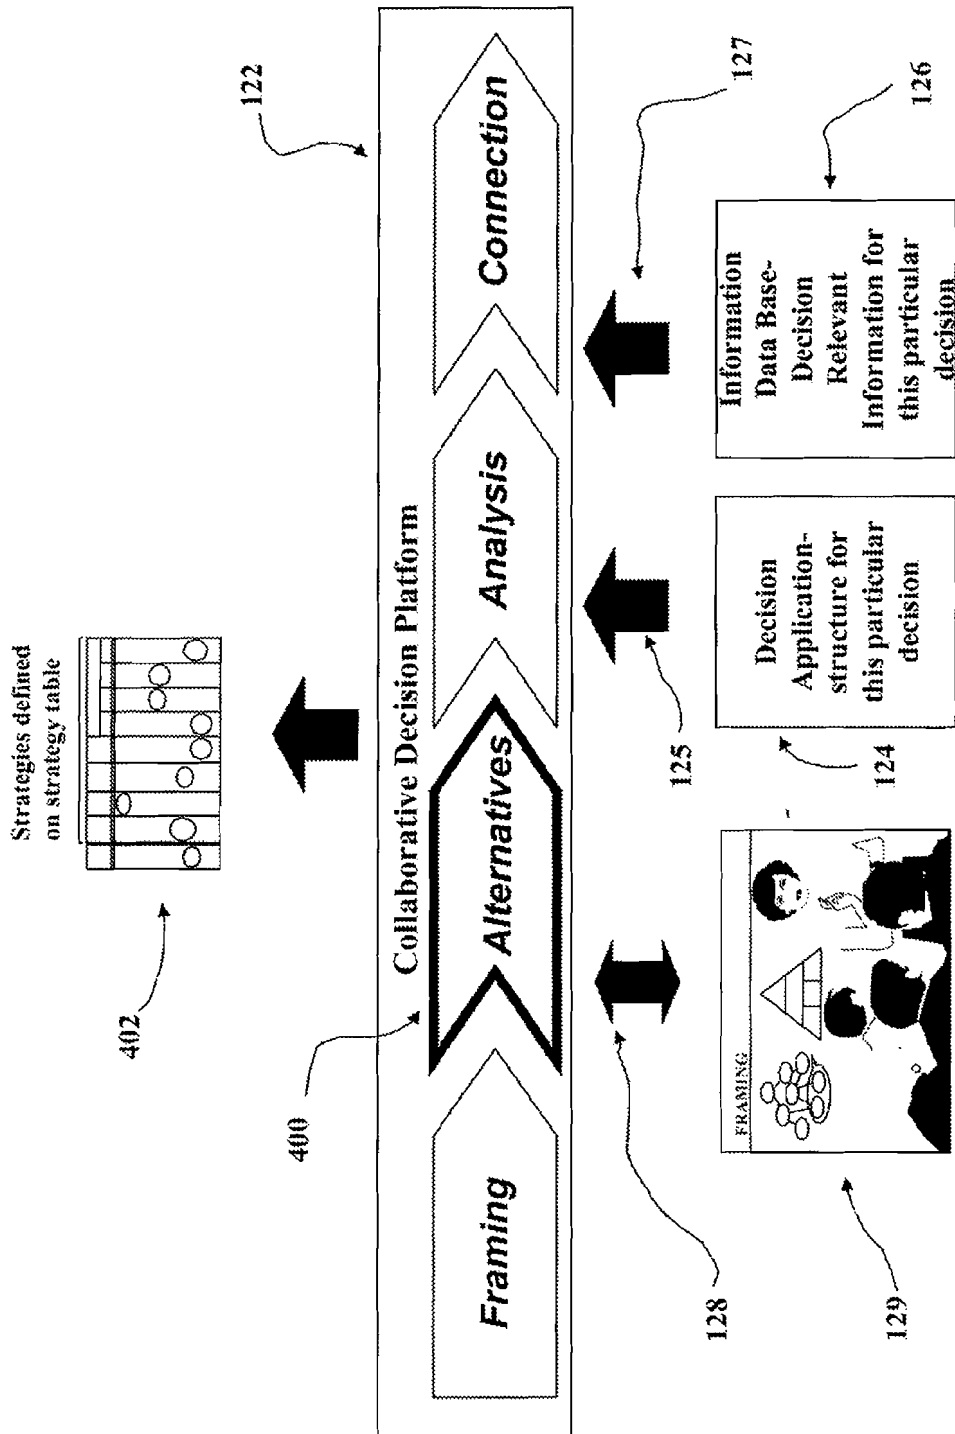 Strategies defined
on strategy table
402
122
Collaborative Decision Platform
400
Framing
Alternatives
Analysis
Connection
128
125
127
FRAMING
129
Decision
Application-
structure for
this particular
decision
124
Information
Data Base-
Decision
Relevant
Information for
this particular
decision
126